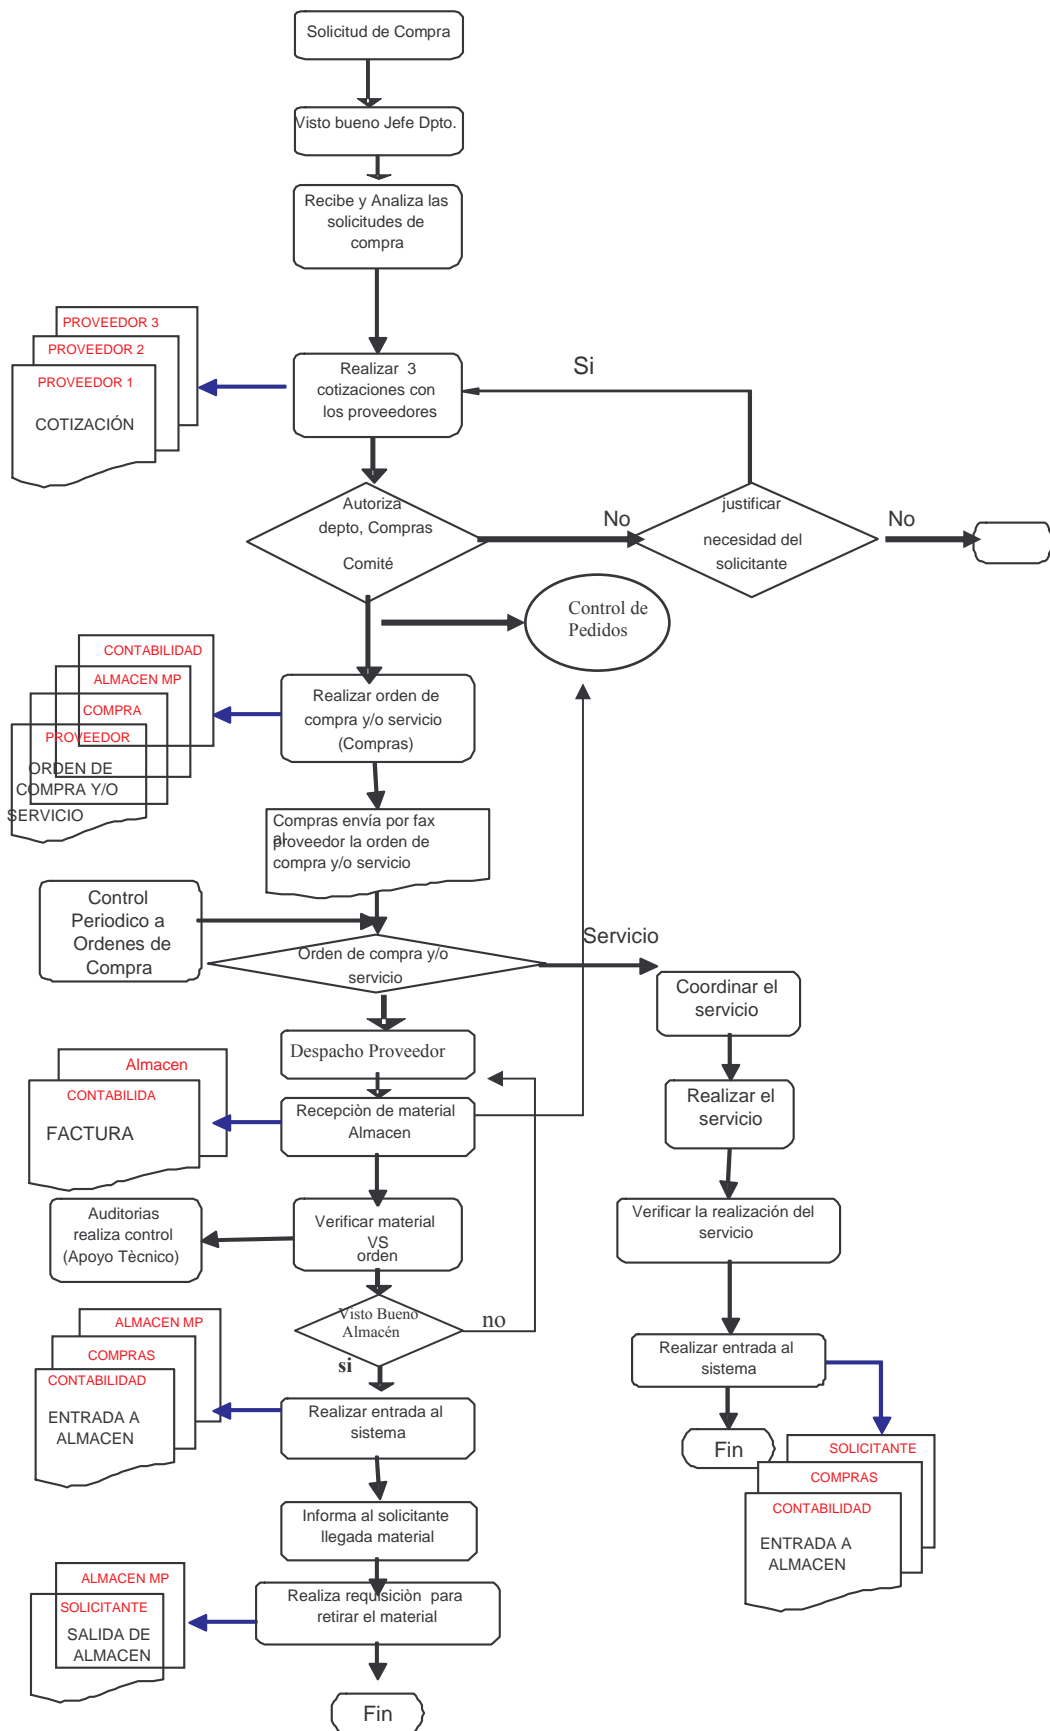 Solicitud de Compra
Visto bueno Jefe Dpto.
Recibe y Analiza las
solicitudes de
compra
PROVEEDOR 3
PROVEEDOR 2
PROVEEDOR 1
COTIZACIÓN
Realizar 3
cotizaciones con
los proveedores
Si
Autoriza
depto, Compras
Comité
No
justificar
necesidad del
solicitante
No
Control de
Pedidos
CONTABILIDAD
ALMACEN MP
COMPRA
PROVEEDOR
ORDEN DE
COMPRA Y/O
SERVICIO
Realizar orden de
compra y/o servicio
(Compras)
Compras envía por fax
al
proveedor la orden de
compra y/o servicio
Control
Periodico a
Ordenes de
Compra
Orden de compra y/o
servicio
Servicio
Coordinar el
servicio
Despacho Proveedor
Almacen
CONTABILIDA
FACTURA
Recepciòn de material
Almacen
Realizar el
servicio
Auditorias
realiza control
(Apoyo Tècnico)
Verificar material
VS
orden
Verificar la realización del
servicio
Visto Bueno
Almacén
no
si
ALMACEN MP
COMPRAS
CONTABILIDAD
ENTRADA A
ALMACEN
Realizar entrada al
sistema
Realizar entrada al
sistema
Fin
SOLICITANTE
COMPRAS
CONTABILIDAD
ENTRADA A
ALMACEN
Informa al solicitante
llegada material
ALMACEN MP
SOLICITANTE
SALIDA DE
ALMACEN
Realiza requisiciòn para
retirar el material
Fin